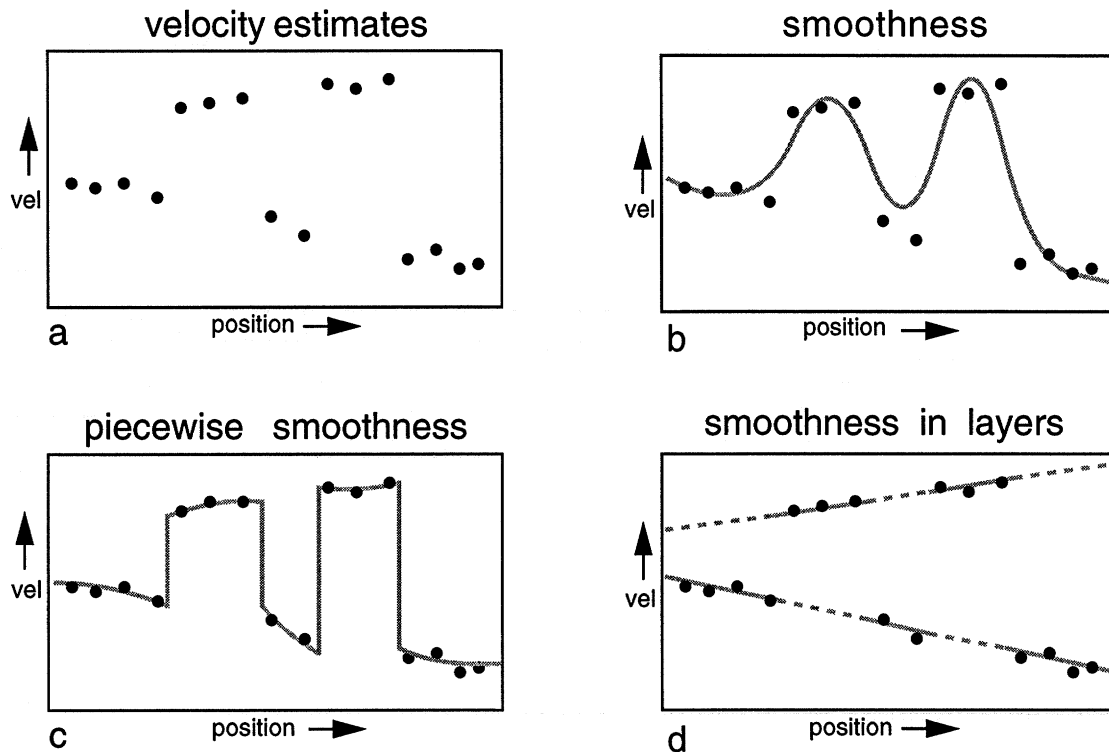 velocity estimates
vel
position
a
smoothness
vel
position
b
piecewise smoothness
vel
position
c
smoothness in layers
vel
position
d